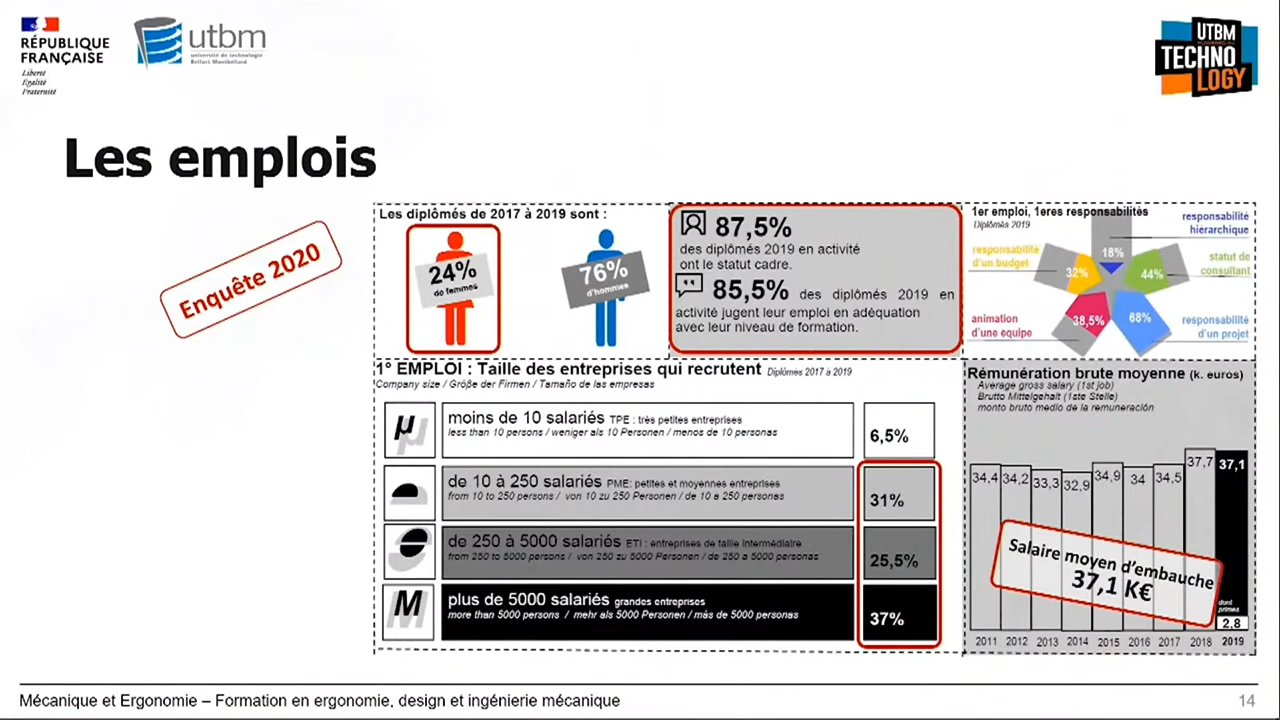 RÉPUBLIQUE
FRANÇAISE
Liberté
Égalité
Fraternité
utbm
université de technologie
Belfort Montbéliard
UTBM
TECHNO
LOGY
Les emplois
Enquête 2020
Les diplômés de 2017 à 2019 sont :
24%
de femmes
76%
d'hommes
87,5%
des diplômés 2019 en activité
ont le statut cadre.
85,5% des diplômés 2019 en
activité jugent leur emploi en adéquation
avec leur niveau de formation.
1er emploi, 1eres responsabilités
Diplômés 2019
responsabilité
hierarchique
18%
responsabilité
d'un budget
32%
statut de
consultant
44%
animation
d'une equipe
38,5%
68%
responsabilité
d'un projet
1° EMPLOI : Taille des entreprises qui recrutent Diplômés 2017 à 2019
Company size / Größe der Firmen / Tamaño de las empresas
µ moins de 10 salariés TPE : très petites entreprises
less than 10 persons / weniger als 10 Personen / menos de 10 personas
6,5%
de 10 à 250 salariés PME: petites et moyennes entreprises
from 10 to 250 persons / von 10 zu 250 Personen / de 10 a 250 personas
31%
de 250 à 5000 salariés ETI : entreprises de taille intermédiaire
from 250 to 5000 persons / von 250 zu 5000 Personen / de 250 a 5000 personas
25,5%
M plus de 5000 salariés grandes entreprises
more than 5000 persons / mehr als 5000 Personen / más de 5000 personas
37%
Rémunération brute moyenne (k. euros)
Average gross salary (1st job)
Brutto Mittelgehalt (1ste Stelle)
monto bruto medio de la remuneración
34,4 34,2 33,3 32,9 34,9 34 34,5 37,7 37,1
Salaire moyen d'embauche
37,1 K€
dont
primes
2,8
2011 2012 2013 2014 2015 2016 2017 2018 2019
Mécanique et Ergonomie – Formation en ergonomie, design et ingénierie mécanique
14